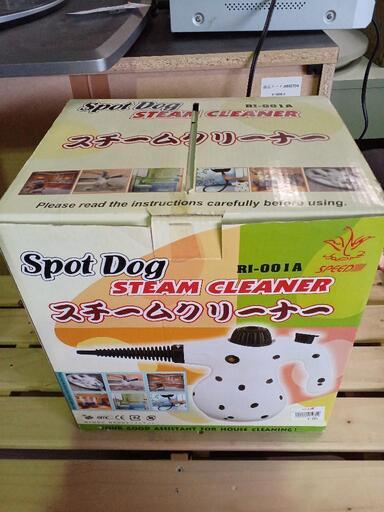 Spot Dog
RI-001A
STEAM CLEANER
スチームクリーナー
Please read the instructions carefully before using.
Spot Dog
RI-001A
STEAM CLEANER
SPEED
スチームクリーナー
YOUR GOOD ASSISTANT FOR HOUSE CLEANING!